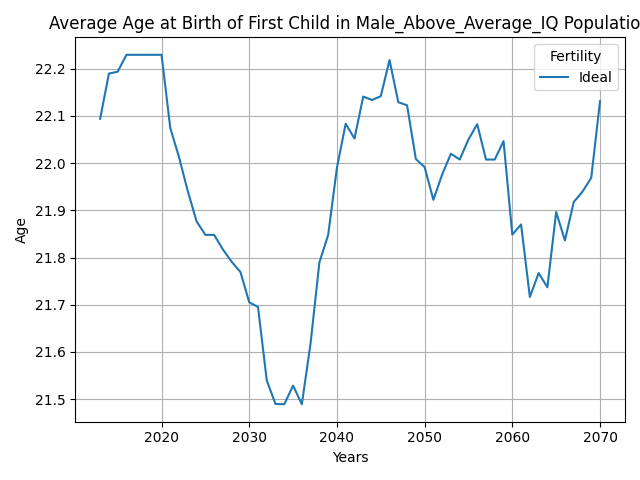 Average Age at Birth of First Child in Male_Above_Average_IQ Populatio
Fertility
Ideal
22.2
22.1
22.0
21.9
21.8
21.7
21.6
21.5
Age
2020 2030 2040 2050 2060 2070
Years